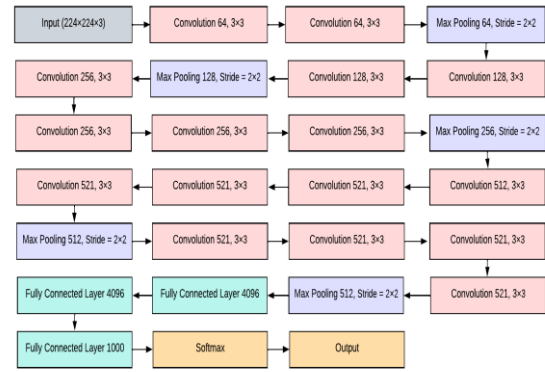 Input (224×224×3)
Convolution 64, 3×3
Convolution 64, 3×3
Max Pooling 64, Stride = 2×2
Convolution 256, 3×3
Max Pooling 128, Stride = 2×2
Convolution 128, 3×3
Convolution 128, 3×3
Convolution 256, 3×3
Convolution 256, 3×3
Convolution 256, 3×3
Max Pooling 256, Stride = 2×2
Convolution 521, 3×3
Convolution 521, 3×3
Convolution 521, 3×3
Convolution 512, 3×3
Max Pooling 512, Stride = 2×2
Convolution 521, 3×3
Convolution 521, 3×3
Convolution 521, 3×3
Fully Connected Layer 4096
Fully Connected Layer 4096
Max Pooling 512, Stride = 2×2
Convolution 521, 3×3
Fully Connected Layer 1000
Softmax
Output